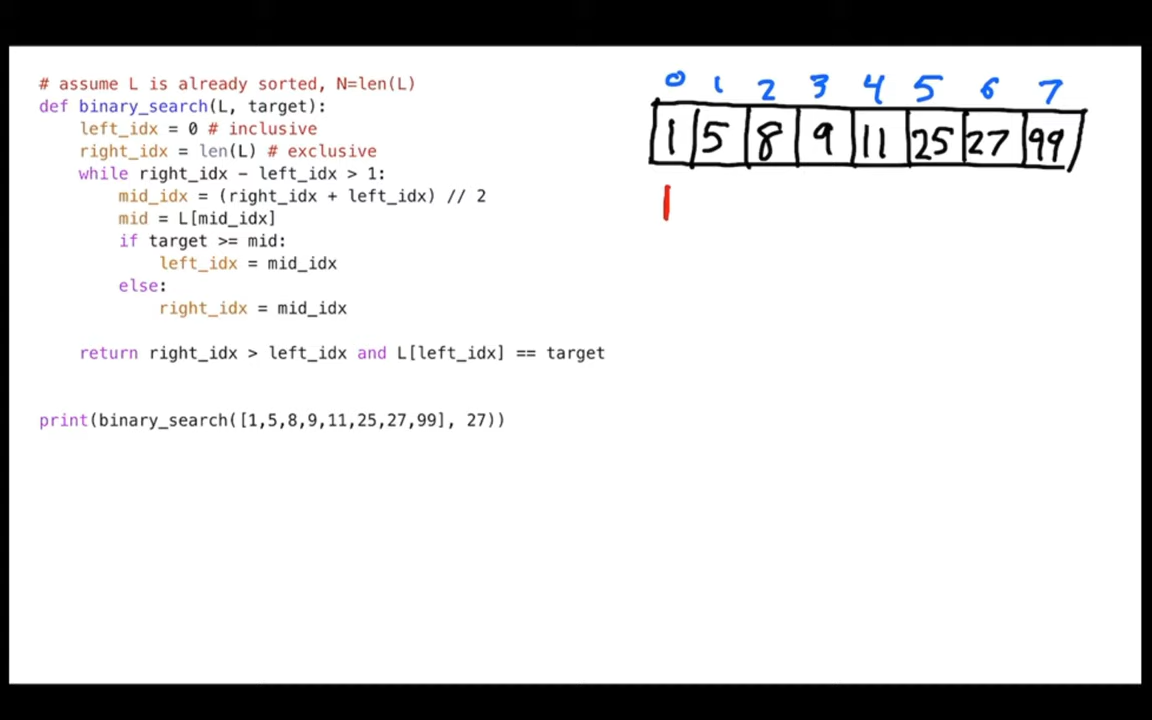 # assume L is already sorted, N=len(L)
def binary_search(L, target):
    left_idx = 0 # inclusive
    right_idx = len(L) # exclusive
    while right_idx - left_idx > 1:
        mid_idx = (right_idx + left_idx) // 2
        mid = L[mid_idx]
        if target >= mid:
            left_idx = mid_idx
        else:
            right_idx = mid_idx
    return right_idx > left_idx and L[left_idx] == target
print(binary_search([1,5,8,9,11,25,27,99], 27))
0 1 2 3 4 5 6 7
1 5 8 9 11 25 27 99